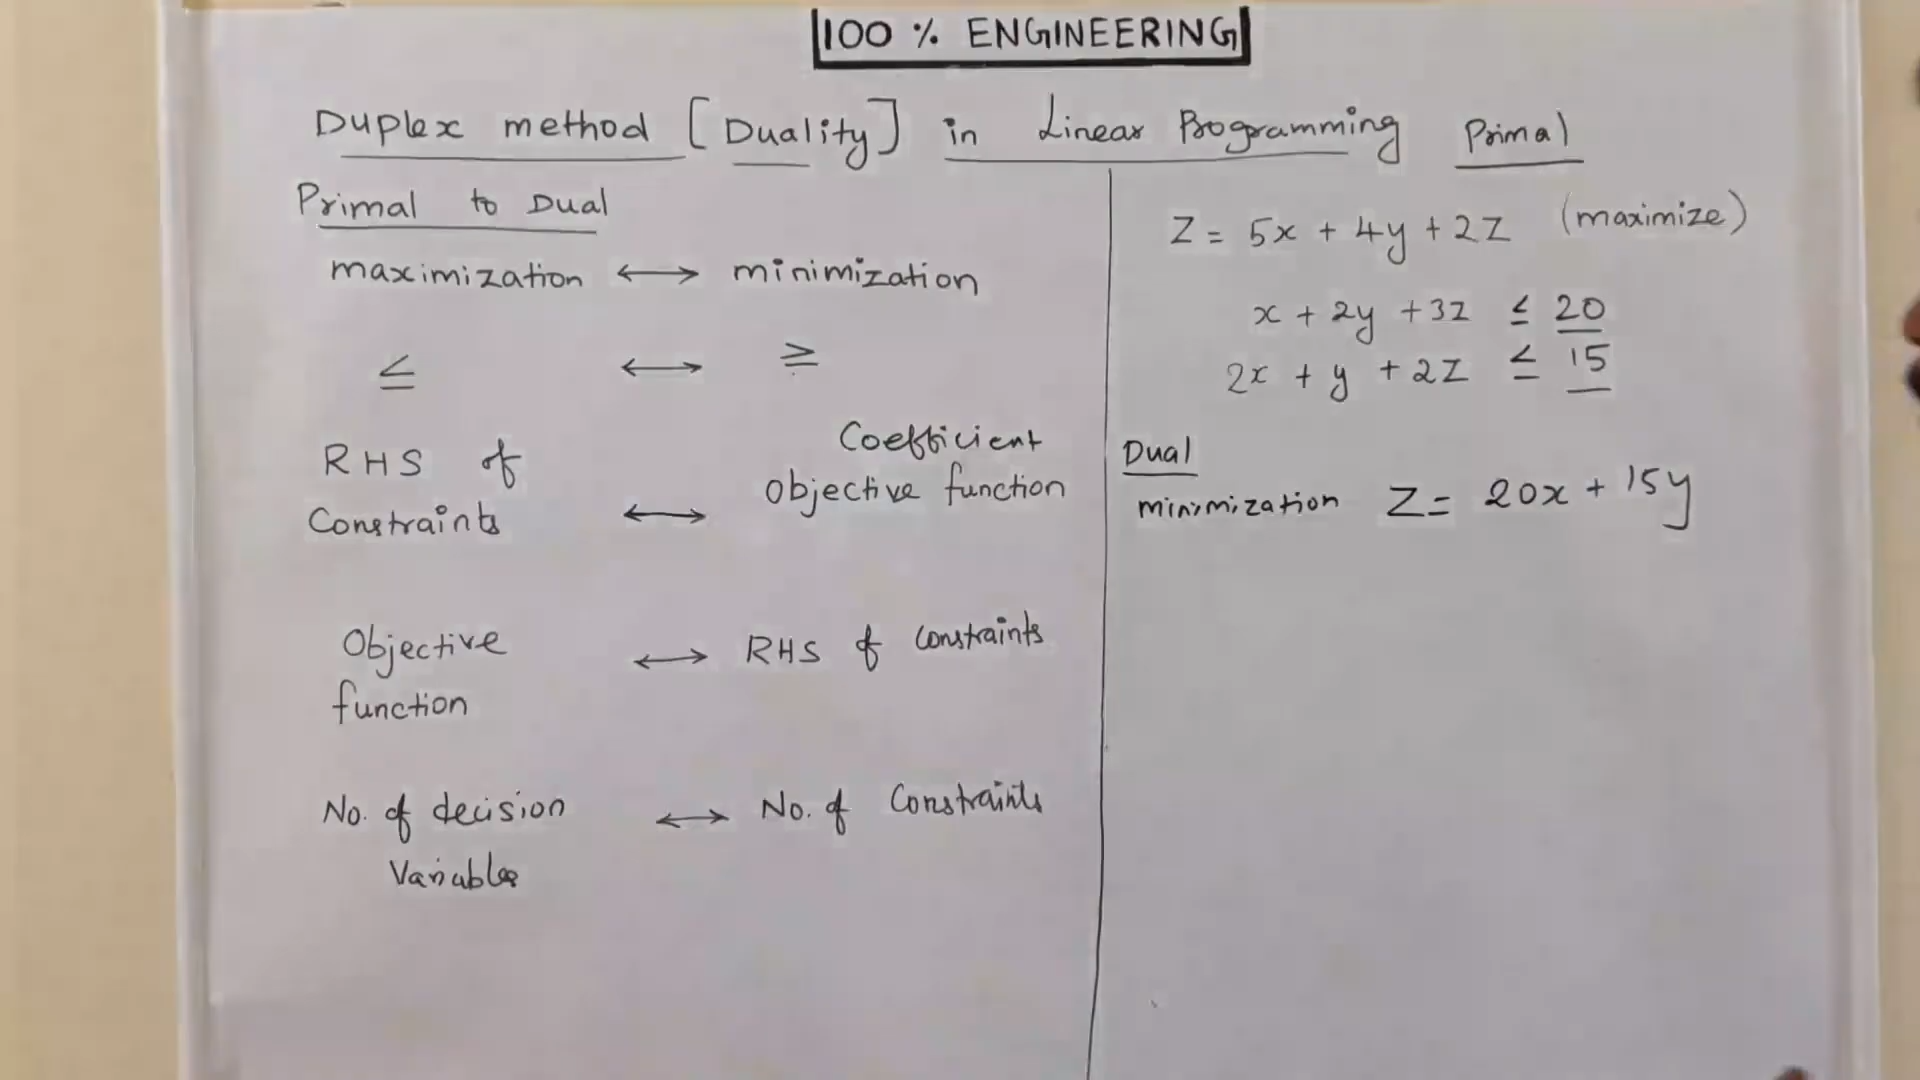 100 % ENGINEERING
Duplex method [Duality] in Linear Programming
Primal to Dual
maximization ↔ minimization
≤ ↔ ≥
RHS of Constraints ↔ Coefficient Objective function
Objective function ↔ RHS of Constraints
No. of decision Variables ↔ No. of Constraints
Primal
Z = 5x + 4y + 2Z (maximize)
x + 2y + 3Z ≤ 20
2x + y + 2Z ≤ 15
Dual
minimization Z = 20x + 15y